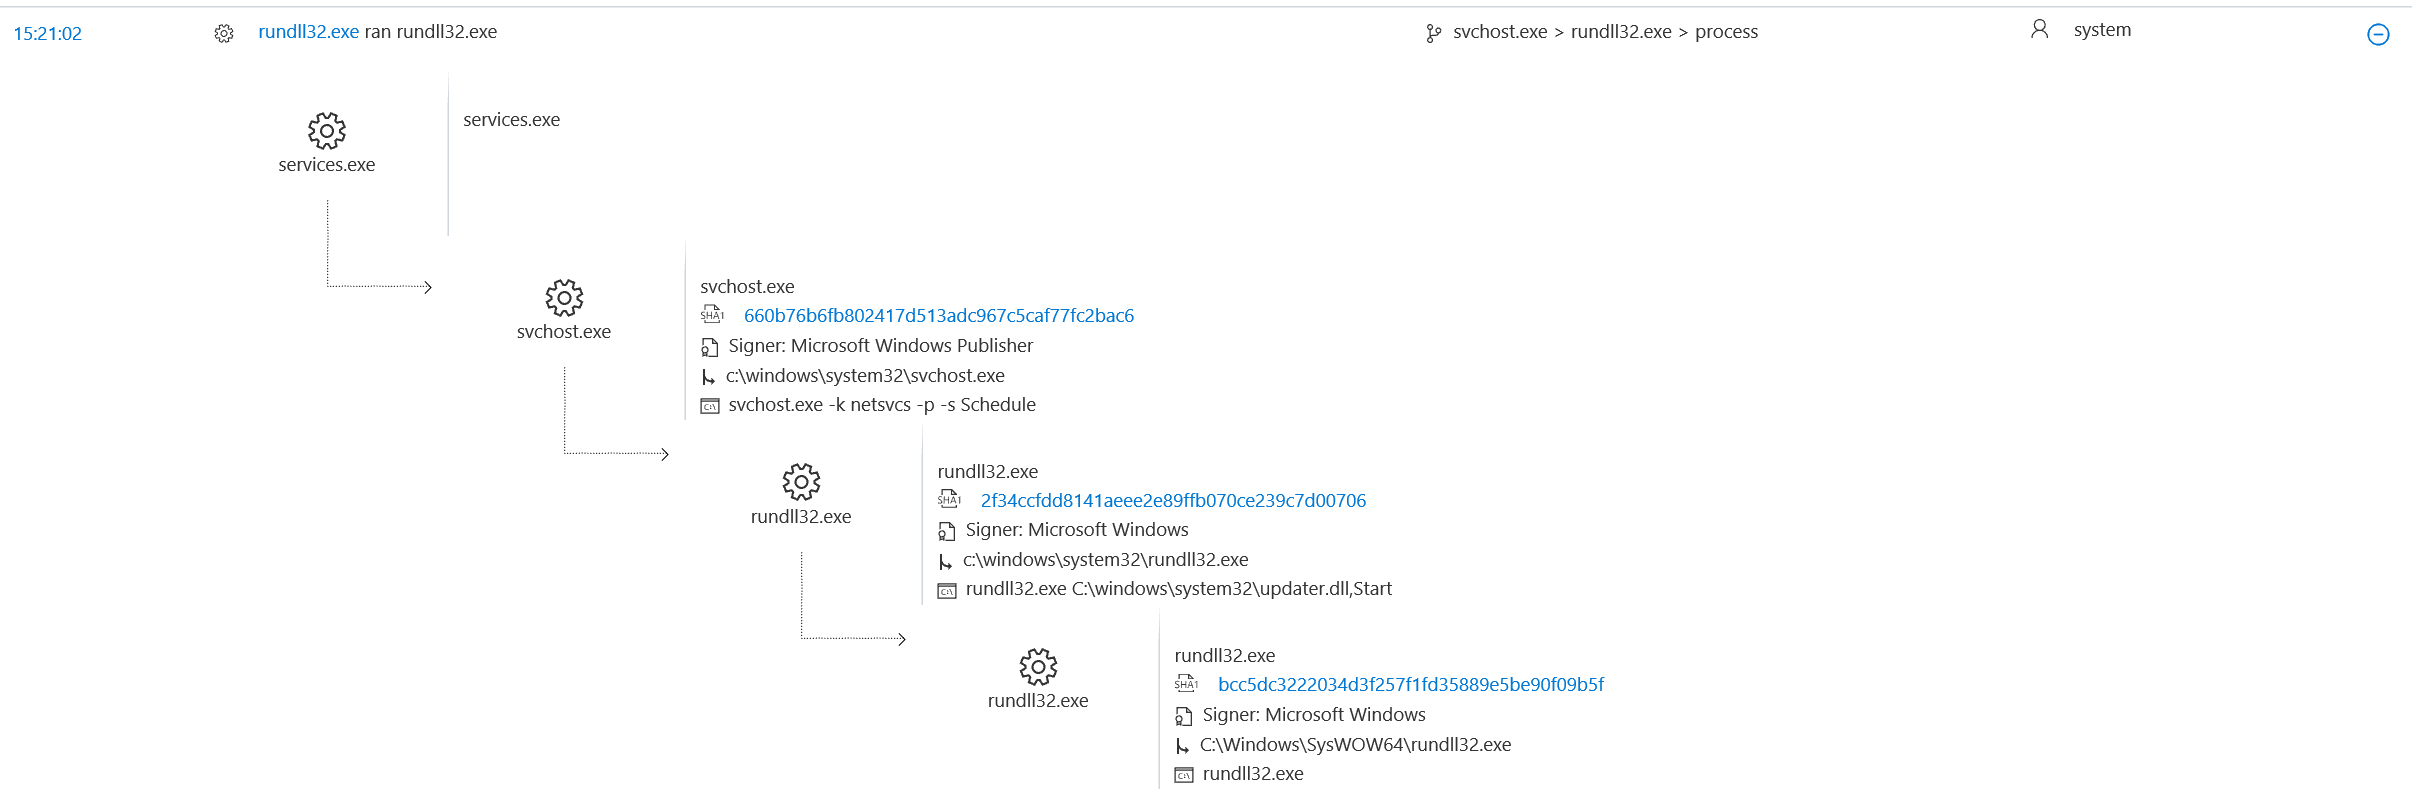 15:21:02 rundll32.exe ran rundll32.exe svchost.exe > rundll32.exe > process system
services.exe
services.exe
svchost.exe
SHA1 660b76b6fb802417d513adc967c5caf77fc2bac6
svchost.exe
Signer: Microsoft Windows Publisher
c:\windows\system32\svchost.exe
C:\ svchost.exe -k netsvcs -p -s Schedule
rundll32.exe
SHA1 2f34ccfdd8141aeee2e89ffb070ce239c7d00706
rundll32.exe
Signer: Microsoft Windows
c:\windows\system32\rundll32.exe
C:\ rundll32.exe C:\windows\system32\updater.dll,Start
rundll32.exe
SHA1 bcc5dc3222034d3f257f1fd35889e5be90f09b5f
rundll32.exe
Signer: Microsoft Windows
C:\Windows\SysWOW64\rundll32.exe
C:\ rundll32.exe